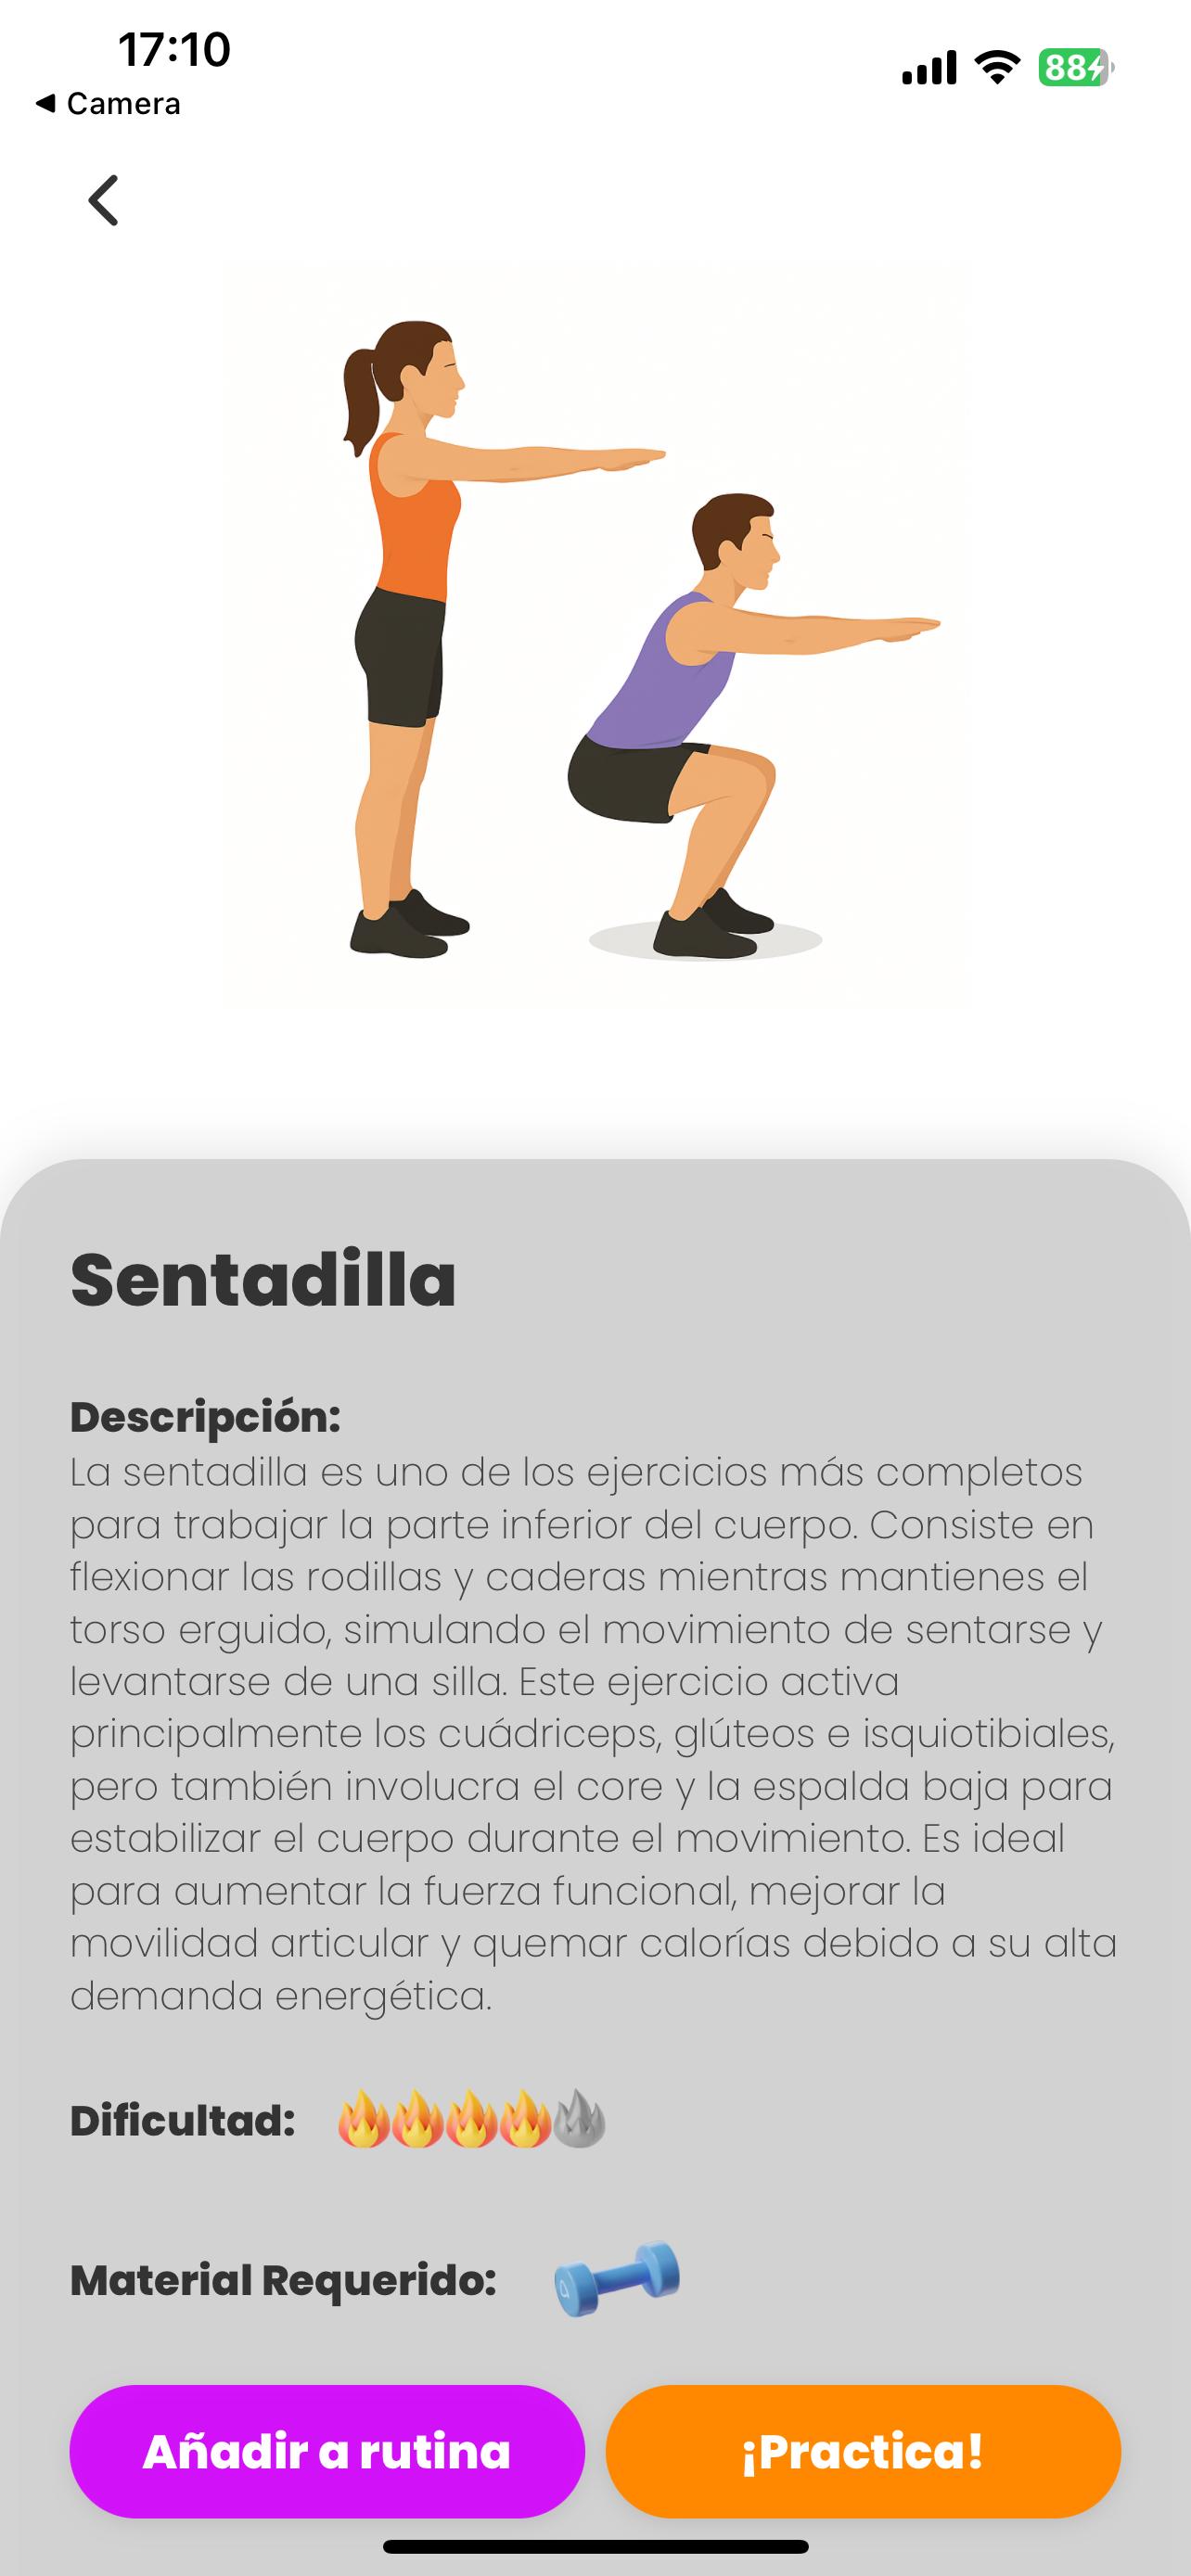 17:10
88
◀ Camera
Sentadilla
Descripción:
La sentadilla es uno de los ejercicios más completos
para trabajar la parte inferior del cuerpo. Consiste en
flexionar las rodillas y caderas mientras mantienes el
torso erguido, simulando el movimiento de sentarse y
levantarse de una silla. Este ejercicio activa
principalmente los cuádriceps, glúteos e isquiotibiales,
pero también involucra el core y la espalda baja para
estabilizar el cuerpo durante el movimiento. Es ideal
para aumentar la fuerza funcional, mejorar la
movilidad articular y quemar calorías debido a su alta
demanda energética.
Dificultad:
Material Requerido:
Añadir a rutina
¡Practica!